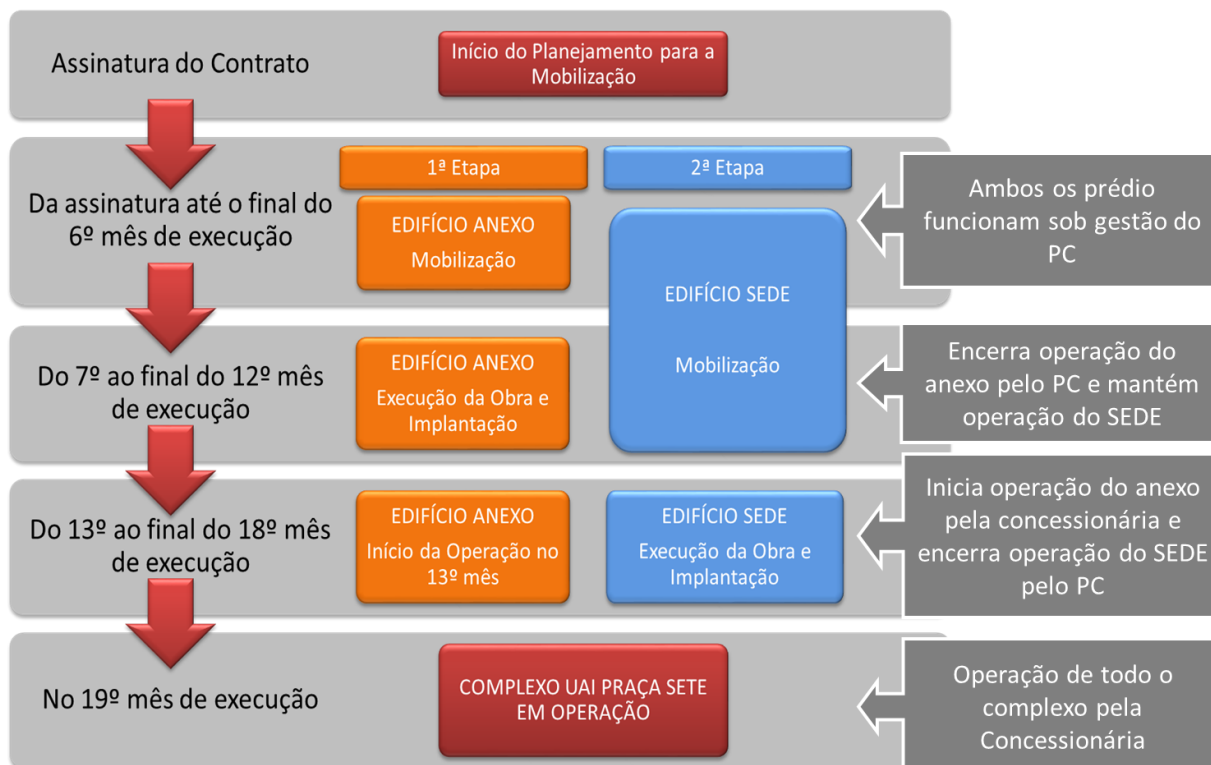 Assinatura do Contrato
Início do Planejamento para a
Mobilização
1ª Etapa
2ª Etapa
Da assinatura até o final do
6º mês de execução
EDIFÍCIO ANEXO
Mobilização
EDIFÍCIO SEDE
Mobilização
Ambos os prédio
funcionam sob gestão do
PC
Do 7º ao final do 12º mês
de execução
EDIFÍCIO ANEXO
Execução da Obra e
Implantação
Encerra operação do
anexo pelo PC e mantém
operação do SEDE
Do 13º ao final do 18º mês
de execução
EDIFÍCIO ANEXO
Início da Operação no
13º mês
EDIFÍCIO SEDE
Execução da Obra e
Implantação
Inicia operação do anexo
pela concessionária e
encerra operação do SEDE
pelo PC
No 19º mês de execução
COMPLEXO UAI PRAÇA SETE
EM OPERAÇÃO
Operação de todo o
complexo pela
Concessionária